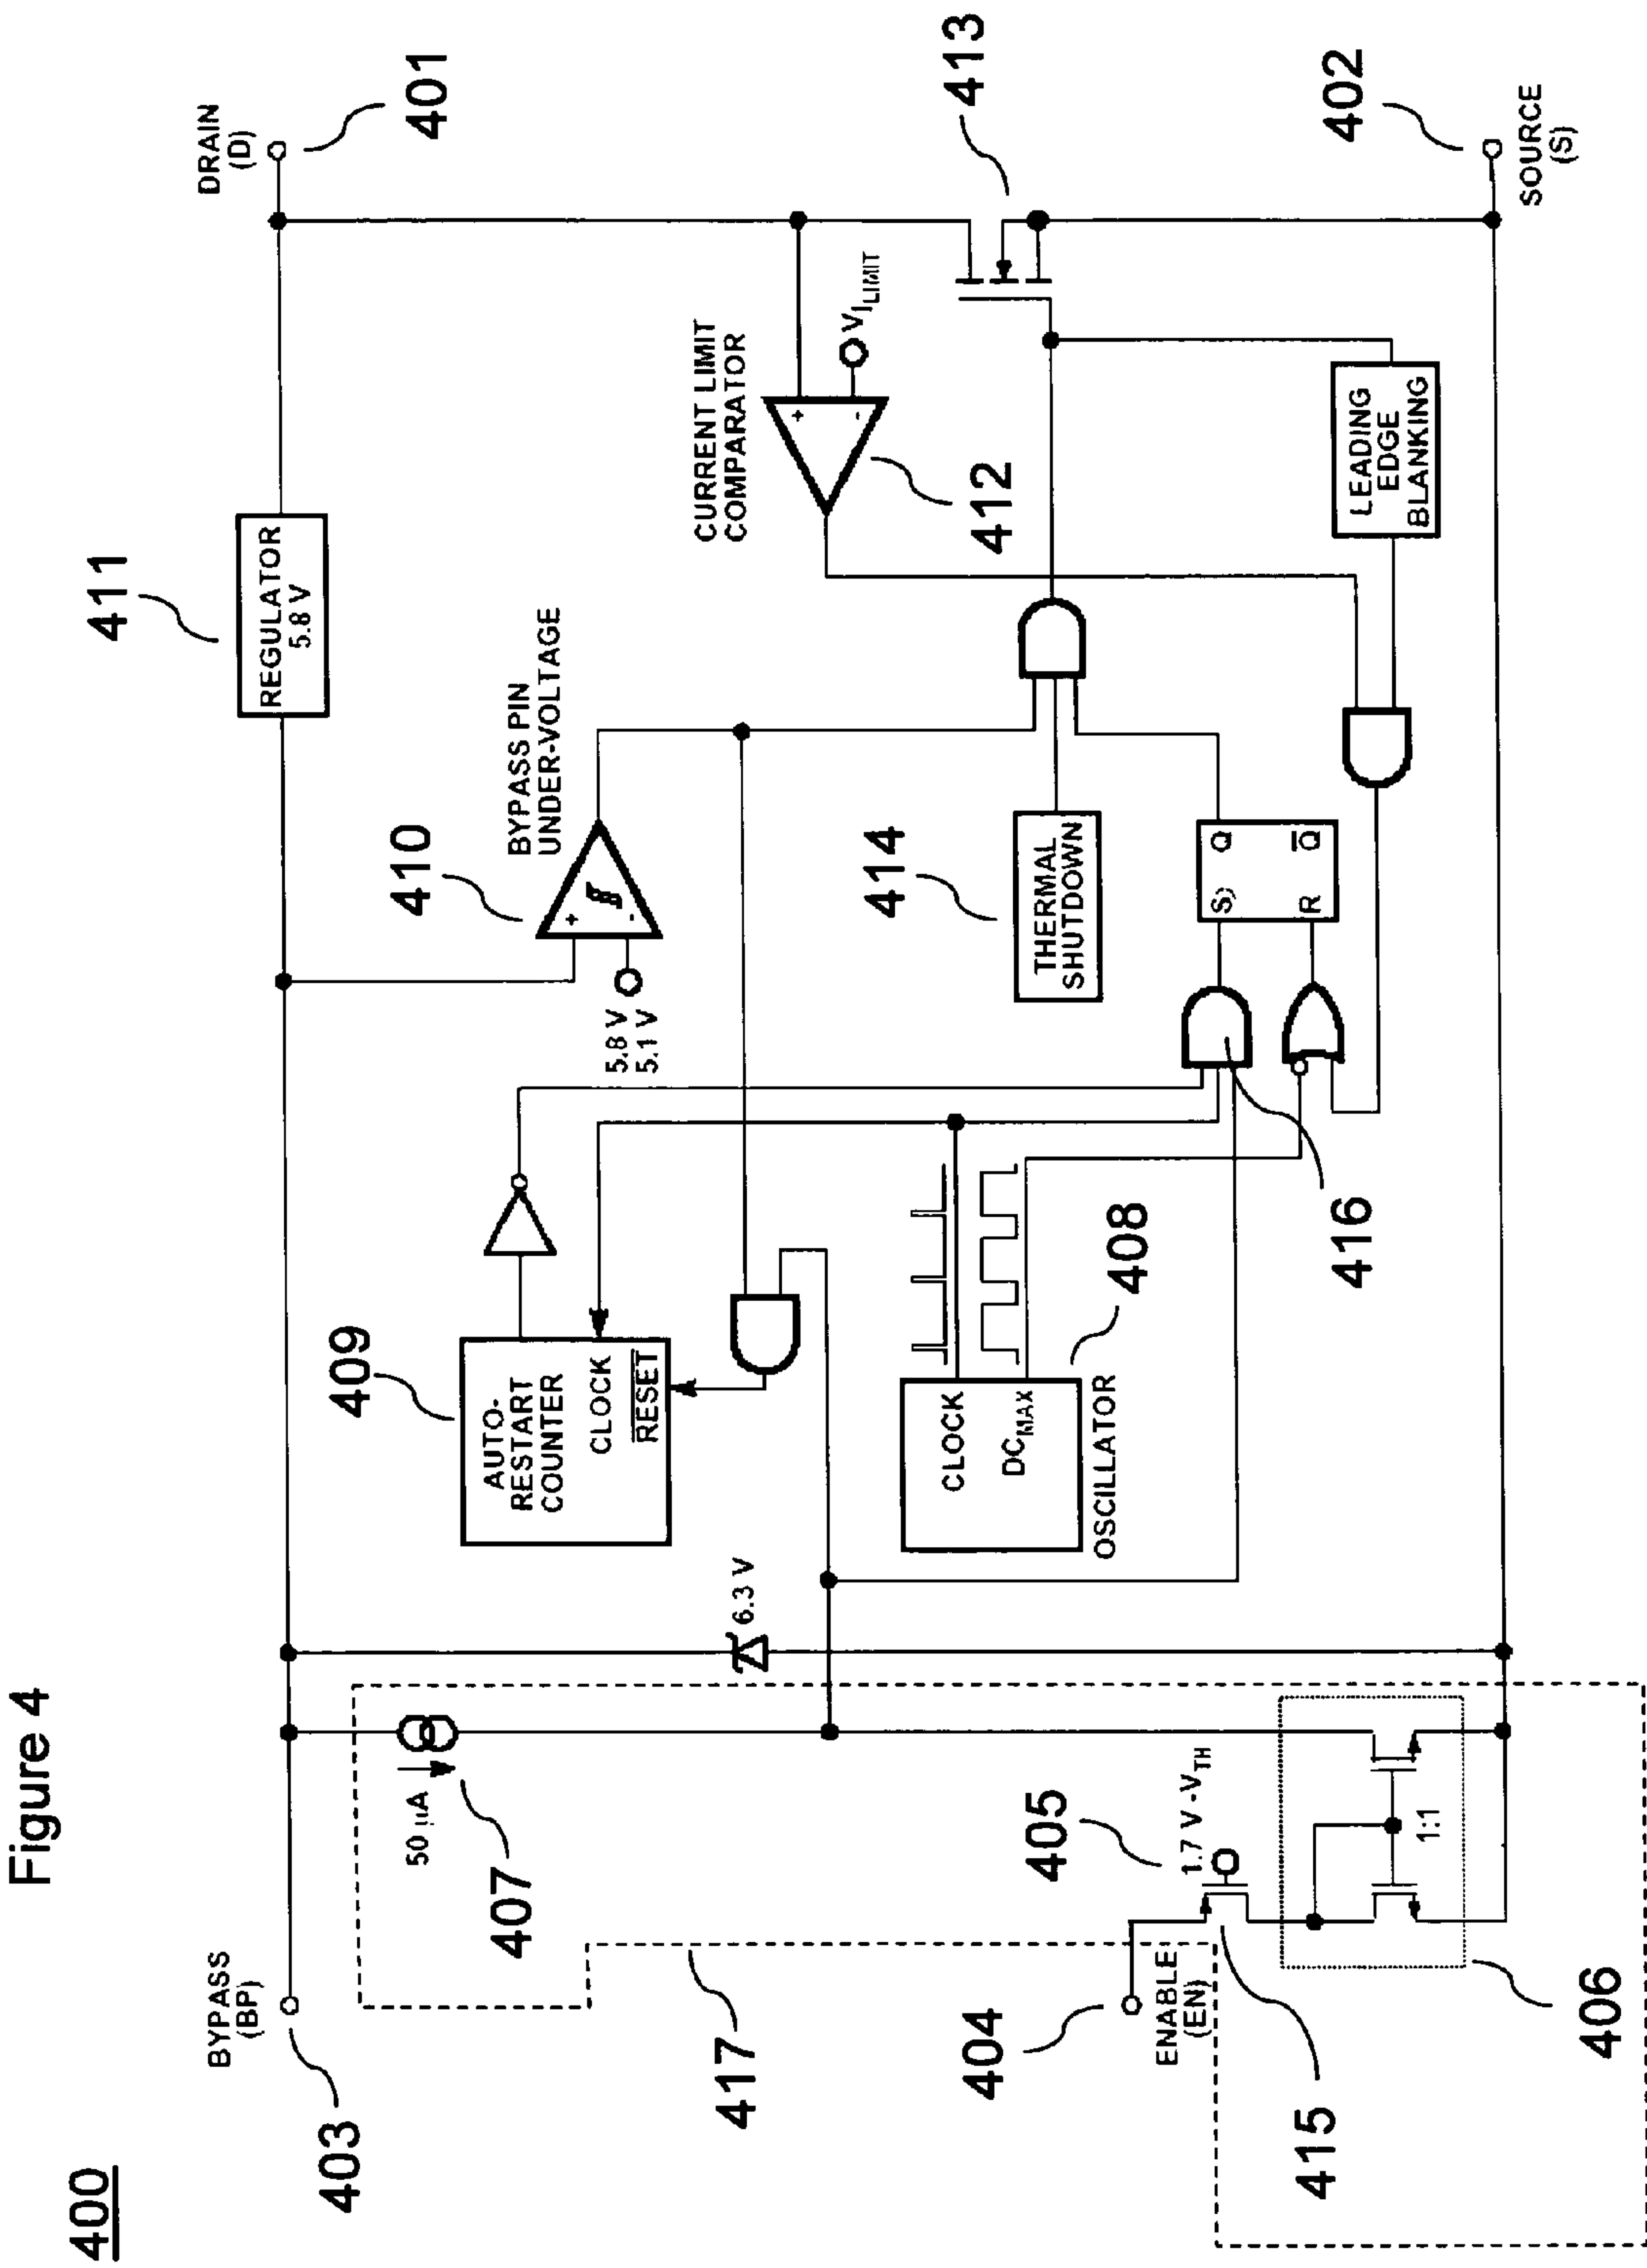 Figure 4
400
BYPASS
(BP)
403
417
404
ENABLE
(EN)
415
406
405
1.7 V -VTH
1:1
50 µA
407
6.3 V
409
AUTO-
RESTART
COUNTER
CLOCK
RESET
CLOCK
DCMAX
OSCILLATOR
408
416
410
BYPASS PIN
UNDER-VOLTAGE
+
-
5.8 V
5.1 V
414
THERMAL
SHUTDOWN
S
Q
R
Q
411
REGULATOR
5.8 V
CURRENT LIMIT
COMPARATOR
+
-
VILIMIT
412
LEADING
EDGE
BLANKING
413
DRAIN
(D)
401
402
SOURCE
(S)